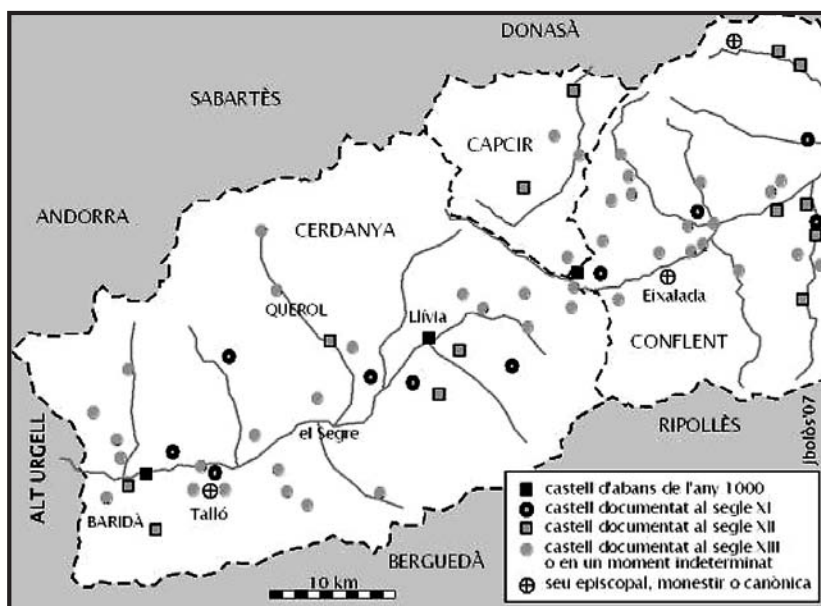 DONASÀ
SABARTÈS
CAPCIR
ANDORRA
CERDANYA
QUEROL
Llívia
Eixalada
CONFLENT
el Segre
RIPOLLÈS
Jbolòs'07
ALT URGELL
BARIDÀ
Talló
BERGUEDÀ
10 km
castell d'abans de l'any 1000
castell documentat al segle XI
castell documentat al segle XII
castell documentat al segle XIII
o en un moment indeterminat
seu episcopal, monestir o canònica